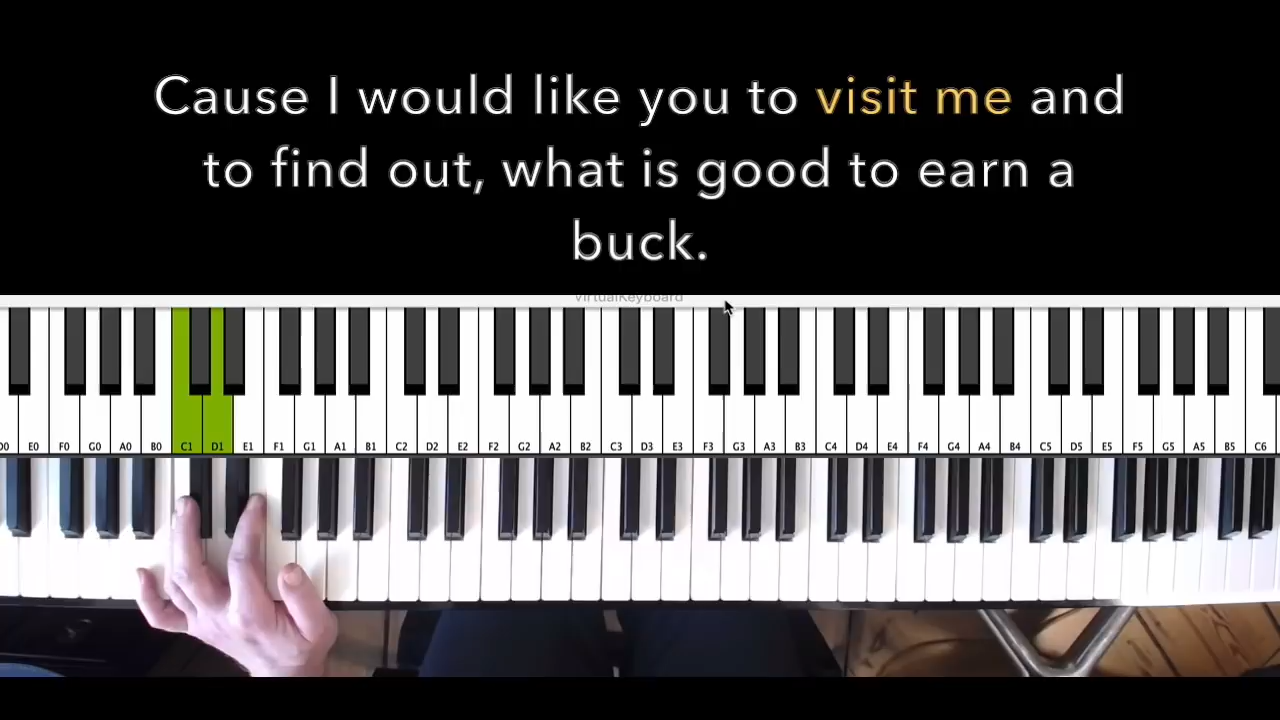 Cause I would like you to visit me and
to find out, what is good to earn a
buck.
VirtualKeyboard
E0 F0 G0 A0 B0 C1 D1 E1 F1 G1 A1 B1 C2 D2 E2 F2 G2 A2 B2 C3 D3 E3 F3 G3 A3 B3 C4 D4 E4 F4 G4 A4 B4 C5 D5 E5 F5 G5 A5 B5 C6